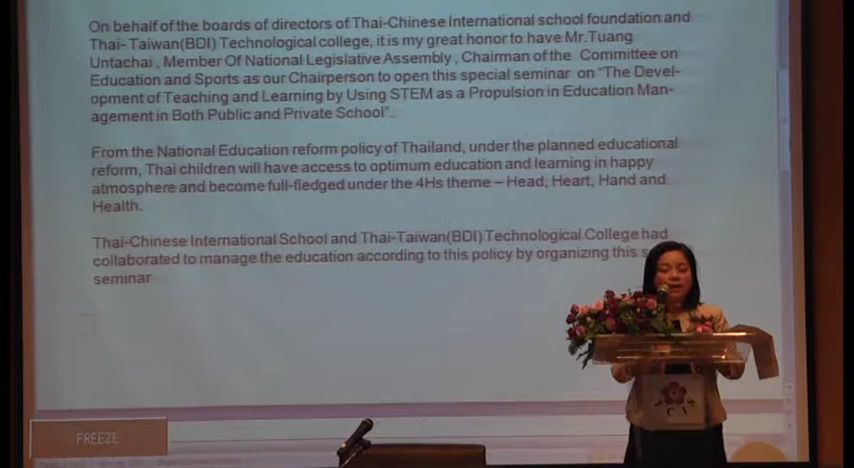 On behalf of the boards of directors of Thai-Chinese International school foundation and
Thai- Taiwan(BDI) Technological college, it is my great honor to have Mr.Tuang
Untachai , Member Of National Legislative Assembly , Chairman of the Committee on
Education and Sports as our Chairperson to open this special seminar on "The Devel-
opment of Teaching and Learning by Using STEM as a Propulsion in Education Man-
agement in Both Public and Private School".
From the National Education reform policy of Thailand, under the planned educational
reform, Thai children will have access to optimum education and learning in happy
atmosphere and become full-fledged under the 4Hs theme – Head, Heart, Hand and
Health.
Thai-Chinese International School and Thai-Taiwan(BDI) Technological College had
collaborated to manage the education according to this policy by organizing this
seminar
FREEZE